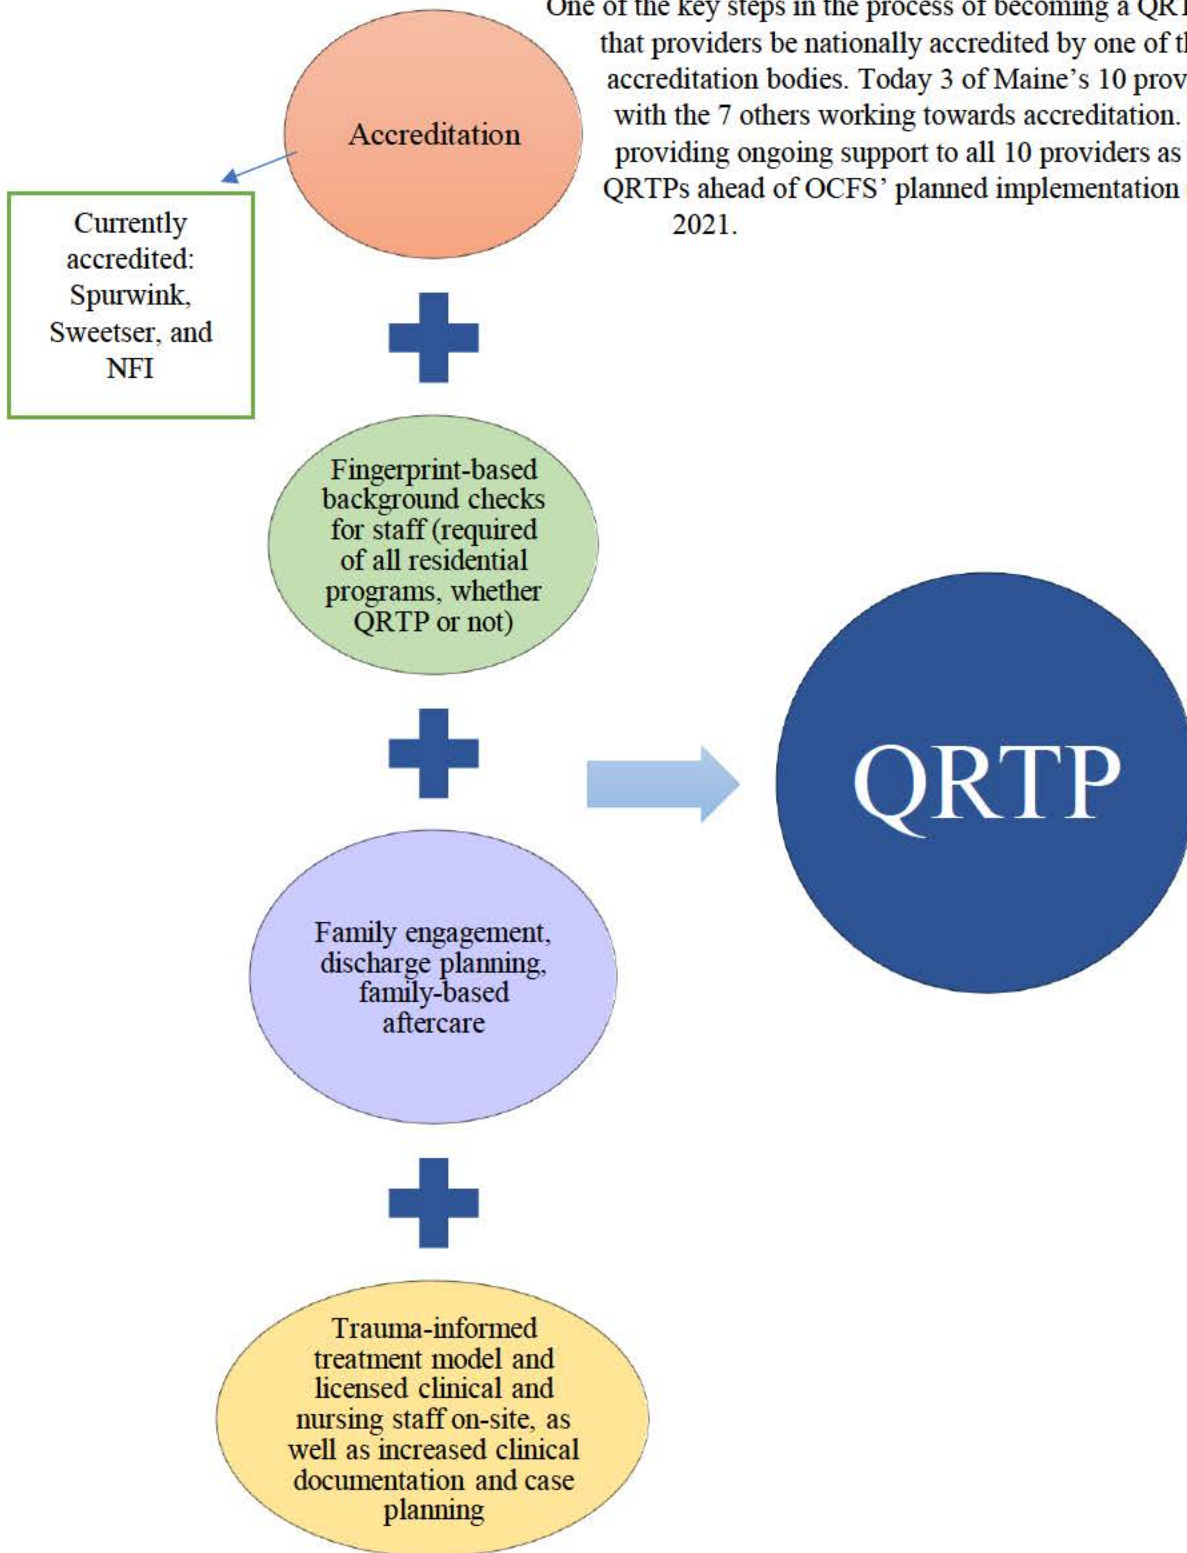 One of the key steps in the process of becoming a QRT
that providers be nationally accredited by one of th
accreditation bodies. Today 3 of Maine’s 10 prov
with the 7 others working towards accreditation.
providing ongoing support to all 10 providers as
QRTPs ahead of OCFS’ planned implementation
2021.
Accreditation
Currently
accredited:
Spurwink,
Sweetser, and
NFI
Fingerprint-based
background checks
for staff (required
of all residential
programs, whether
QRTP or not)
Family engagement,
discharge planning,
family-based
aftercare
Trauma-informed
treatment model and
licensed clinical and
nursing staff on-site, as
well as increased clinical
documentation and case
planning
QRTP